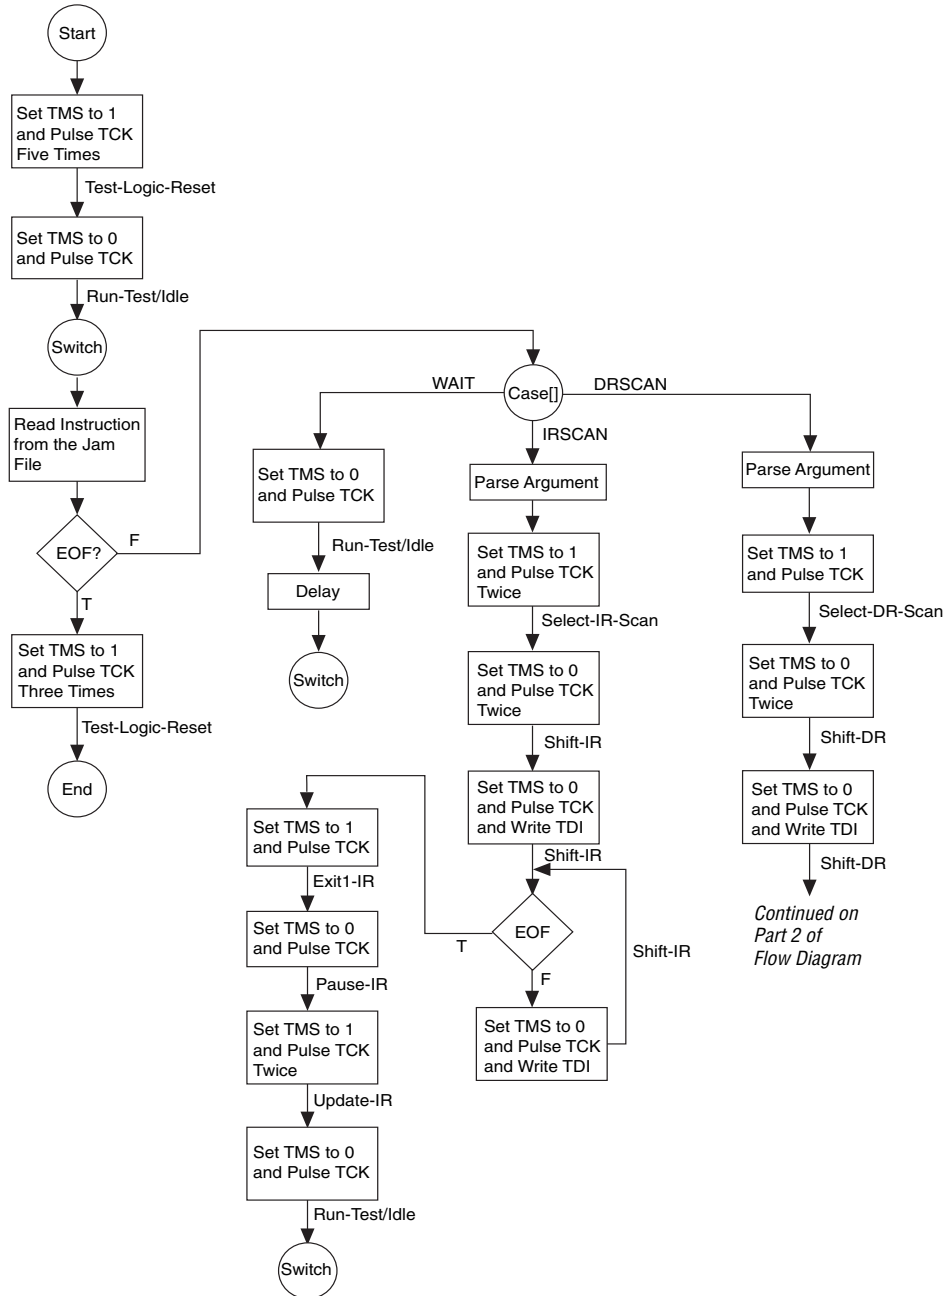 Start
Set TMS to 1
and Pulse TCK
Five Times
Test-Logic-Reset
Set TMS to 0
and Pulse TCK
Run-Test/Idle
Switch
Read Instruction
from the Jam
File
EOF?
F
T
Set TMS to 1
and Pulse TCK
Three Times
Test-Logic-Reset
End
Case[]
WAIT
Set TMS to 0
and Pulse TCK
Run-Test/Idle
Delay
Switch
IRSCAN
Parse Argument
Set TMS to 1
and Pulse TCK
Twice
Select-IR-Scan
Set TMS to 0
and Pulse TCK
Twice
Shift-IR
Set TMS to 0
and Pulse TCK
and Write TDI
Shift-IR
EOF
T
F
Set TMS to 0
and Pulse TCK
and Write TDI
Shift-IR
Set TMS to 1
and Pulse TCK
Exit1-IR
Set TMS to 0
and Pulse TCK
Pause-IR
Set TMS to 1
and Pulse TCK
Twice
Update-IR
Set TMS to 0
and Pulse TCK
Run-Test/Idle
Switch
DRSCAN
Parse Argument
Set TMS to 1
and Pulse TCK
Select-DR-Scan
Set TMS to 0
and Pulse TCK
Twice
Shift-DR
Set TMS to 0
and Pulse TCK
and Write TDI
Shift-DR
Continued on
Part 2 of
Flow Diagram